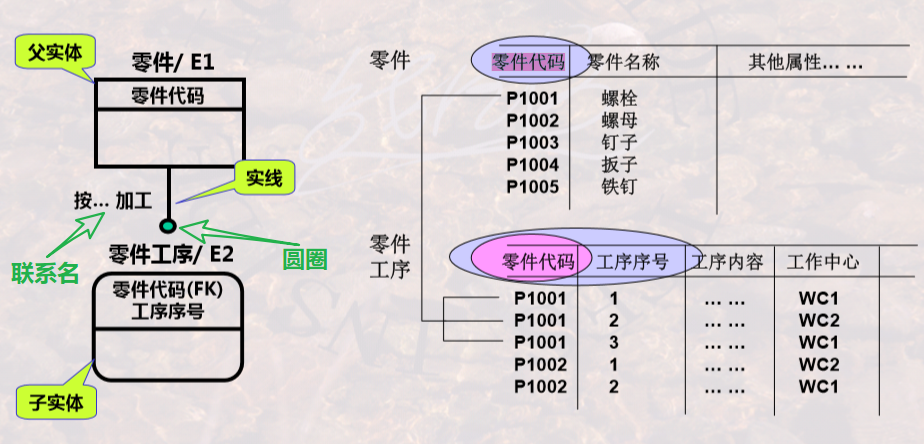 父实体
零件/ E1
零件代码
实线
按... 加工
联系名
圆圈
零件工序/ E2
零件代码(FK)
工序序号
子实体
零件
零件代码 零件名称 其他属性... ...
P1001 螺栓
P1002 螺母
P1003 钉子
P1004 扳子
P1005 铁钉
零件
工序
零件代码 工序序号 工序内容 工作中心
P1001 1 ... ... WC1
P1001 2 ... ... WC2
P1001 3 ... ... WC1
P1002 1 ... ... WC2
P1002 2 ... ... WC1